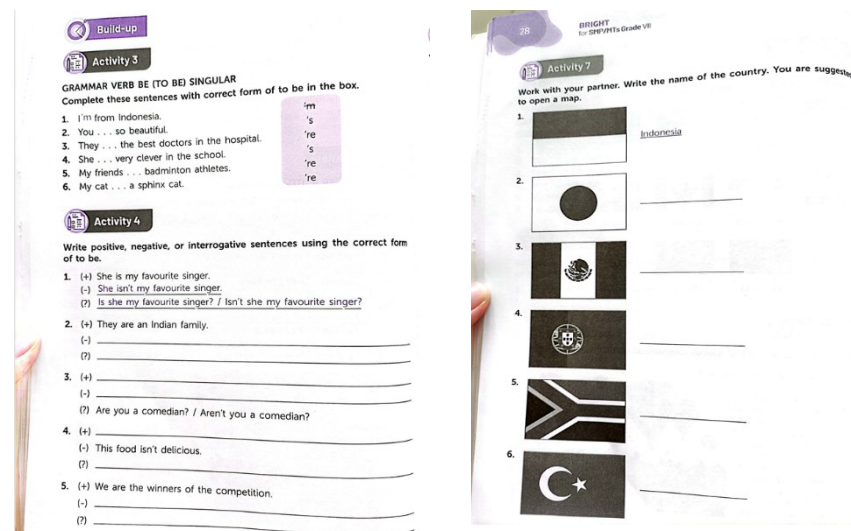 Build-up
Activity 3
GRAMMAR VERB BE (TO BE) SINGULAR
Complete these sentences with correct form of to be in the box.
1. I'm from Indonesia.
2. You . . . so beautiful.
3. They . . . the best doctors in the hospital.
4. She . . . very clever in the school.
5. My friends . . . badminton athletes.
6. My cat . . . a sphinx cat.
'm
's
're
's
're
're
Activity 4
Write positive, negative, or interrogative sentences using the correct form
of to be.
1. (+) She is my favourite singer.
(-) She isn't my favourite singer.
(?) Is she my favourite singer? / Isn't she my favourite singer?
2. (+) They are an Indian family.
(-)
(?)
3. (+)
(-)
(?) Are you a comedian? / Aren't you a comedian?
4. (+)
(-) This food isn't delicious.
(?)
5. (+) We are the winners of the competition.
(-)
(?)
28
BRIGHT
for SMP/MTs Grade VII
Activity 7
Work with your partner. Write the name of the country. You are suggested
to open a map.
1. Indonesia
2.
3.
4.
5.
6.